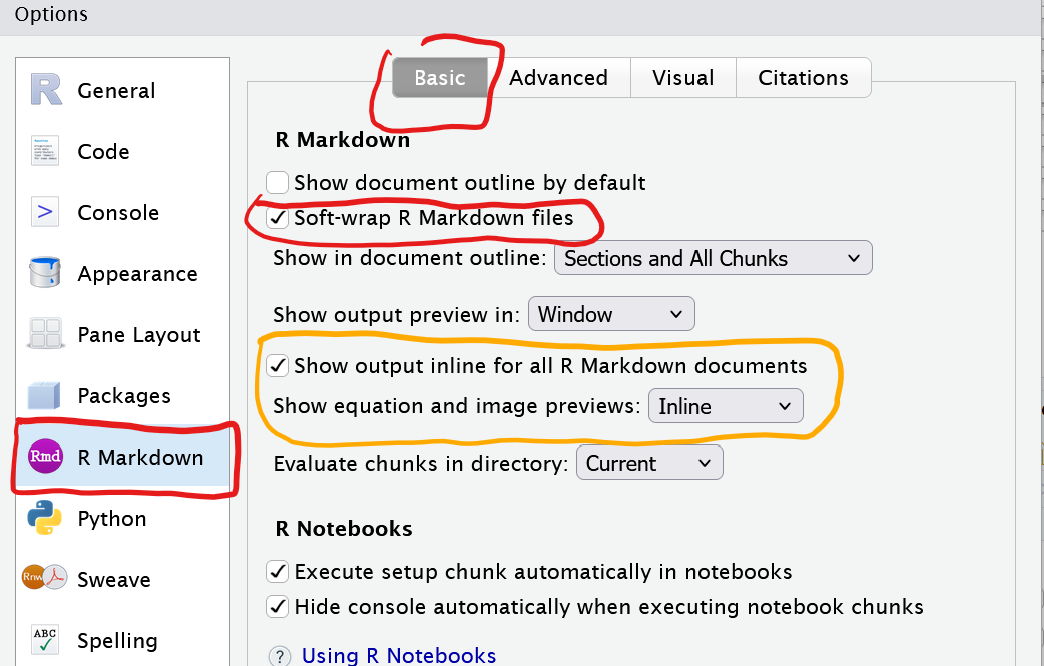 Options
General
Code
Console
Appearance
Pane Layout
Packages
Rmd R Markdown
Python
Rnw Sweave
ABC Spelling
Basic Advanced Visual Citations
R Markdown
Show document outline by default
Soft-wrap R Markdown files
Show in document outline: Sections and All Chunks
Show output preview in: Window
Show output inline for all R Markdown documents
Show equation and image previews: Inline
Evaluate chunks in directory: Current
R Notebooks
Execute setup chunk automatically in notebooks
Hide console automatically when executing notebook chunks
? Using R Notebooks